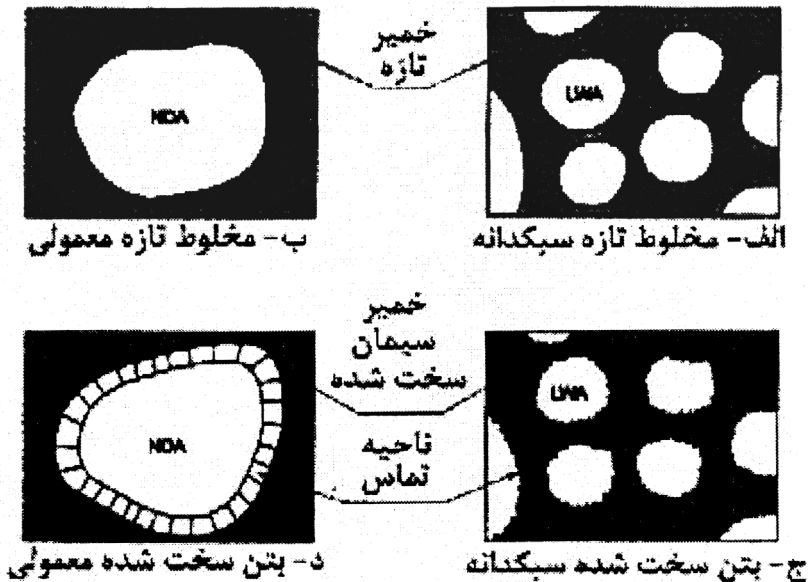 خمیر
تازه
LWA
NDA
الف- مخلوط تازه سبکدانه
ب- مخلوط تازه معمولی
خمیر
سیمان
سخت شده
LWA
NDA
ناحیه
تماس
ج- بتن سخت شده سبکدانه
د- بتن سخت شده معمولی